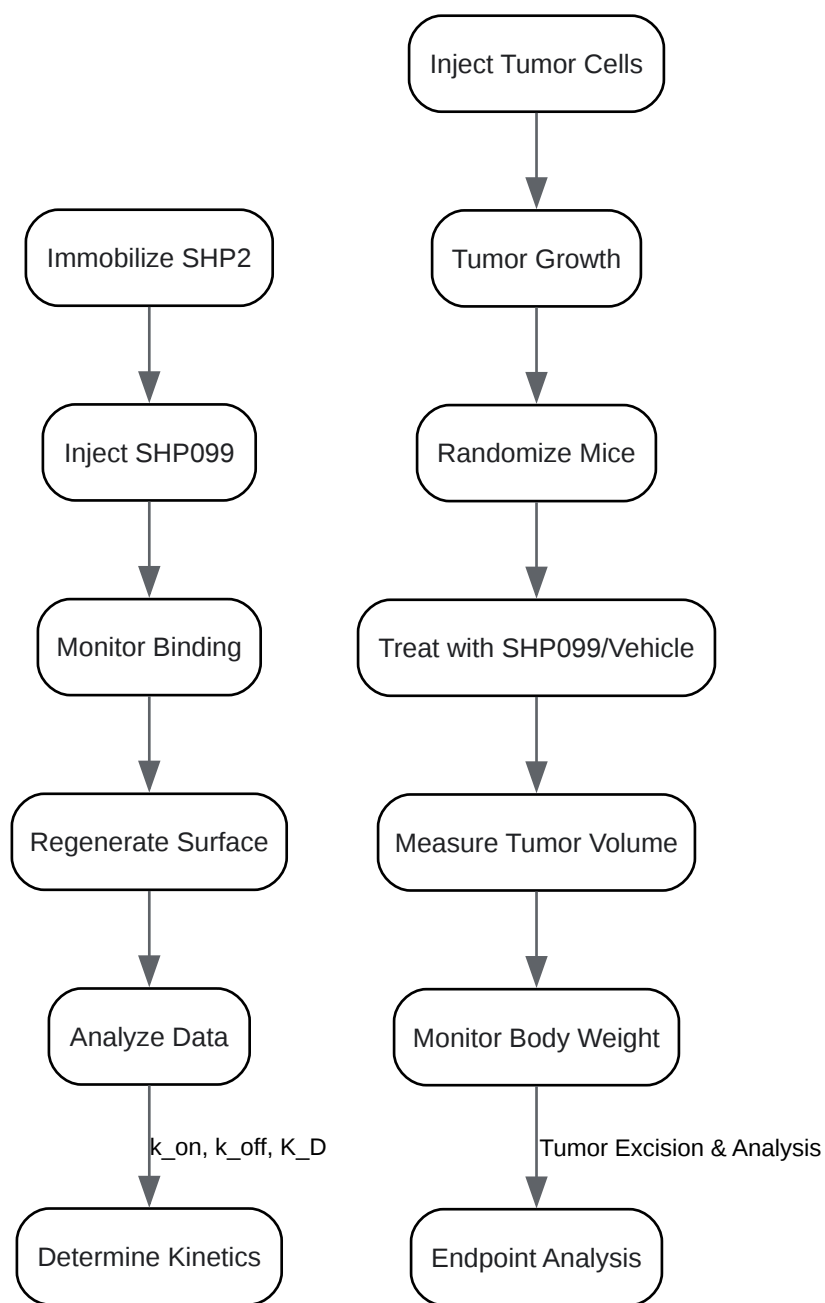 Immobilize SHP2
Inject SHP099
Monitor Binding
Regenerate Surface
Analyze Data
k_on, k_off, K_D
Determine Kinetics
Inject Tumor Cells
Tumor Growth
Randomize Mice
Treat with SHP099/Vehicle
Measure Tumor Volume
Monitor Body Weight
Tumor Excision & Analysis
Endpoint Analysis